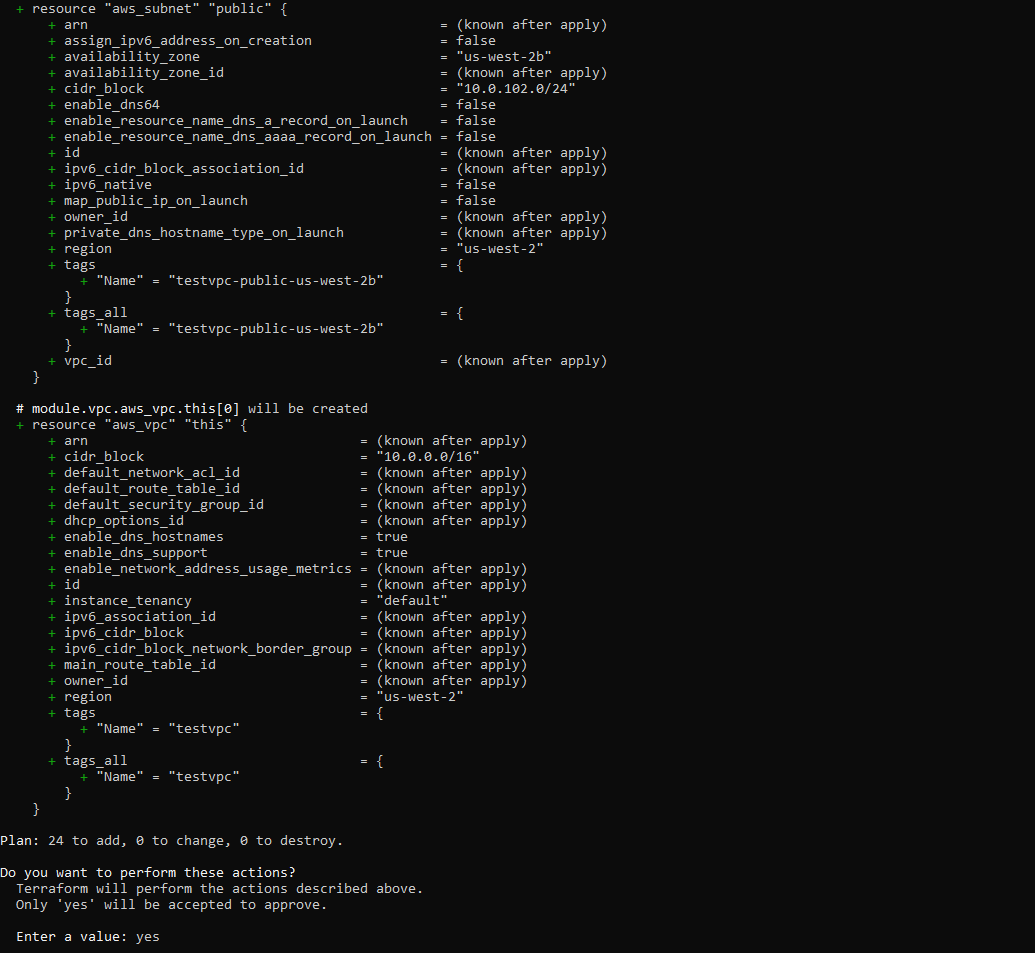 + resource "aws_subnet" "public" {
+ arn = (known after apply)
+ assign_ipv6_address_on_creation = false
+ availability_zone = "us-west-2b"
+ availability_zone_id = (known after apply)
+ cidr_block = "10.0.102.0/24"
+ enable_dns64 = false
+ enable_resource_name_dns_a_record_on_launch = false
+ enable_resource_name_dns_aaaa_record_on_launch = false
+ id = (known after apply)
+ ipv6_cidr_block_association_id = (known after apply)
+ ipv6_native = false
+ map_public_ip_on_launch = false
+ owner_id = (known after apply)
+ private_dns_hostname_type_on_launch = (known after apply)
+ region = "us-west-2"
+ tags = {
+ "Name" = "testvpc-public-us-west-2b"
}
+ tags_all = {
+ "Name" = "testvpc-public-us-west-2b"
}
+ vpc_id = (known after apply)
}
# module.vpc.aws_vpc.this[0] will be created
+ resource "aws_vpc" "this" {
+ arn = (known after apply)
+ cidr_block = "10.0.0.0/16"
+ default_network_acl_id = (known after apply)
+ default_route_table_id = (known after apply)
+ default_security_group_id = (known after apply)
+ dhcp_options_id = (known after apply)
+ enable_dns_hostnames = true
+ enable_dns_support = true
+ enable_network_address_usage_metrics = (known after apply)
+ id = (known after apply)
+ instance_tenancy = "default"
+ ipv6_association_id = (known after apply)
+ ipv6_cidr_block = (known after apply)
+ ipv6_cidr_block_network_border_group = (known after apply)
+ main_route_table_id = (known after apply)
+ owner_id = (known after apply)
+ region = "us-west-2"
+ tags = {
+ "Name" = "testvpc"
}
+ tags_all = {
+ "Name" = "testvpc"
}
}
Plan: 24 to add, 0 to change, 0 to destroy.
Do you want to perform these actions?
Terraform will perform the actions described above.
Only 'yes' will be accepted to approve.
Enter a value: yes